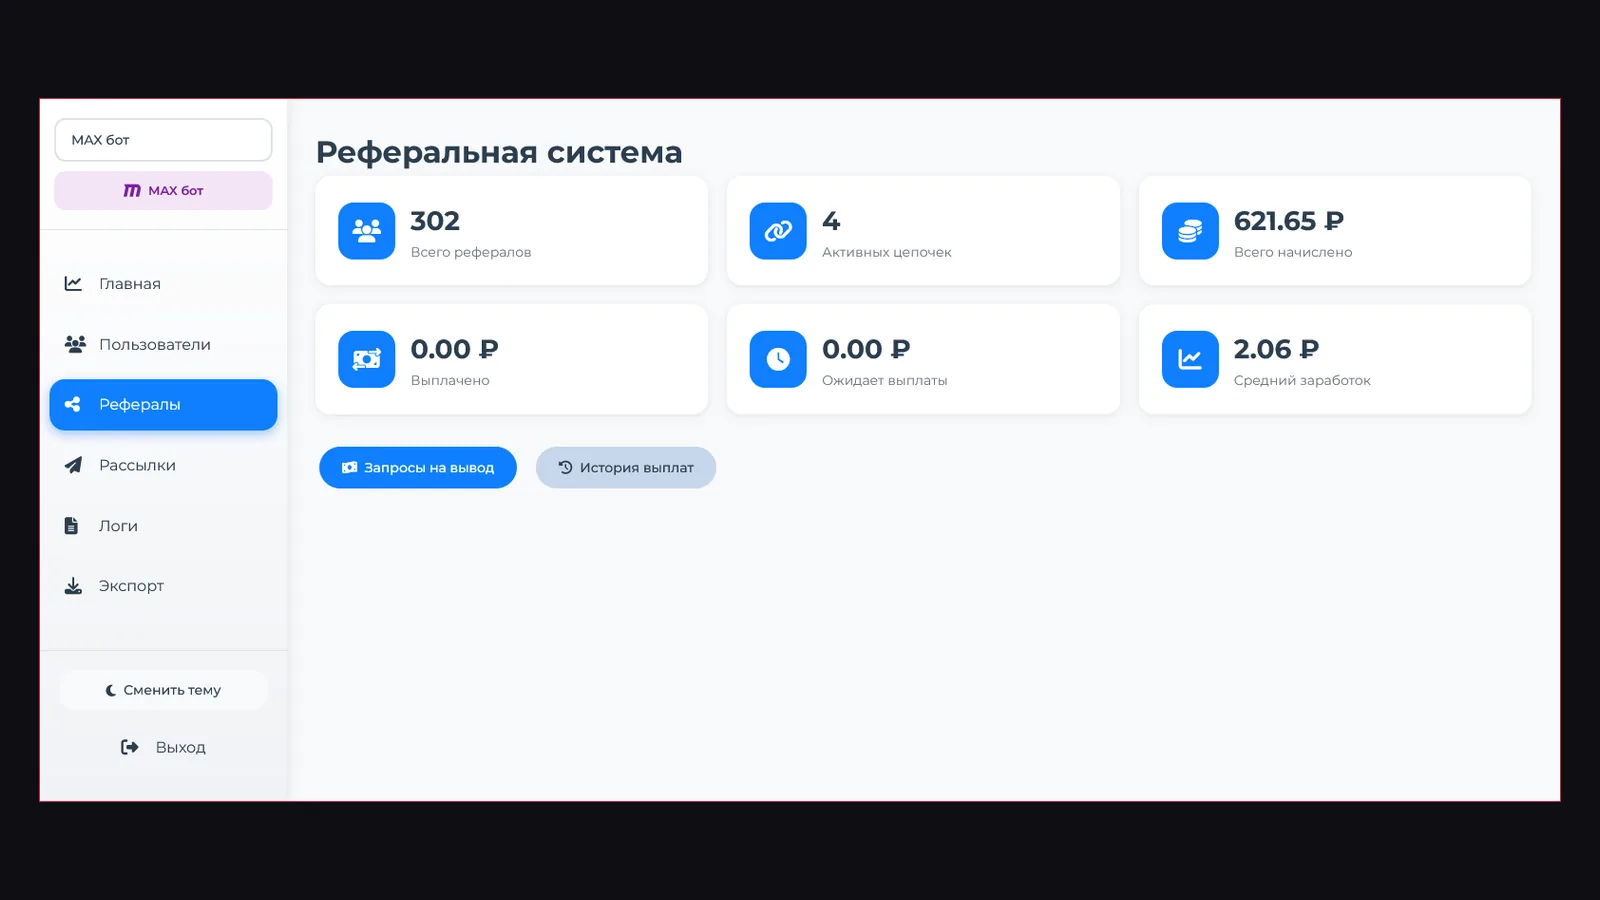 MAX бот
MAX бот
Главная
Пользователи
Рефералы
Рассылки
Логи
Экспорт
Сменить тему
Выход
Реферальная система
302
Всего рефералов
4
Активных цепочек
621.65 ₽
Всего начислено
0.00 ₽
Выплачено
0.00 ₽
Ожидает выплаты
2.06 ₽
Средний заработок
Запросы на вывод
История выплат